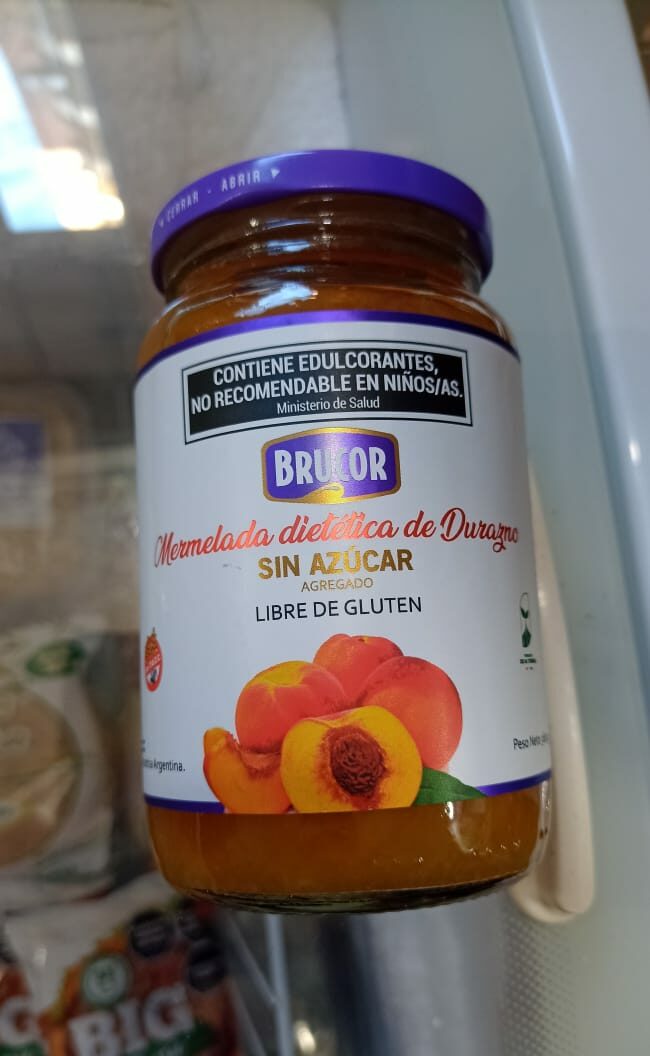 CERRAR - ABRIR
CONTIENE EDULCORANTES,
NO RECOMENDABLE EN NIÑOS/AS.
Ministerio de Salud
BRUCOR
Mermelada dietética de Durazno
SIN AZÚCAR
AGREGADO
LIBRE DE GLUTEN
Peso Neto
Argentina.
BIG